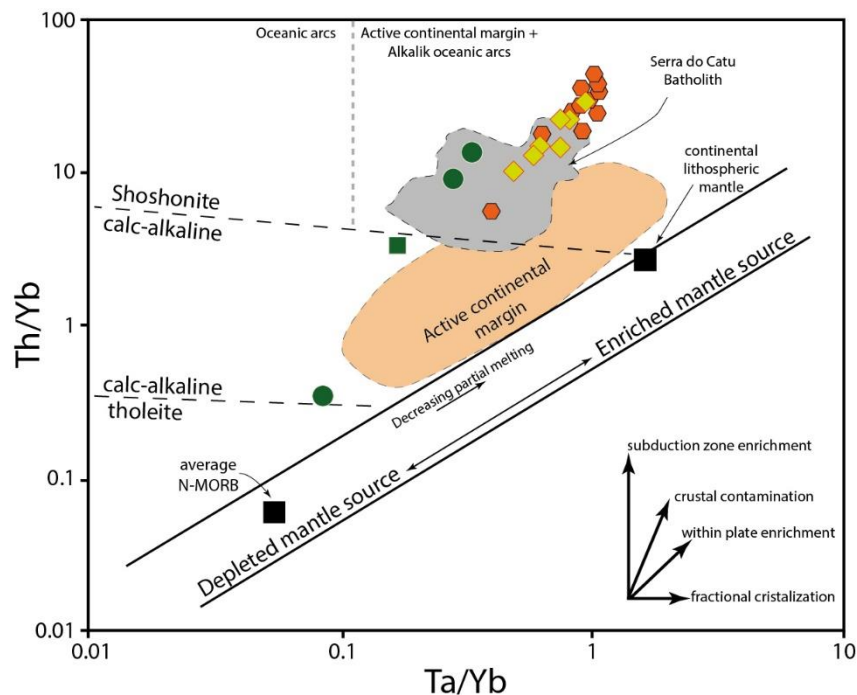 100
10
1
0.1
0.01
0.01
0.1
1
10
Th/Yb
Ta/Yb
Oceanic arcs
Active continental margin +
Alkalik oceanic arcs
Serra do Catu
Batholith
continental
lithospheric
mantle
Shoshonite
calc-alkaline
Active continental
margin
Enriched mantle source
Decreasing partial melting
calc-alkaline
tholeite
average
N-MORB
Depleted mantle source
subduction zone enrichment
crustal contamination
within plate enrichment
fractional cristalization